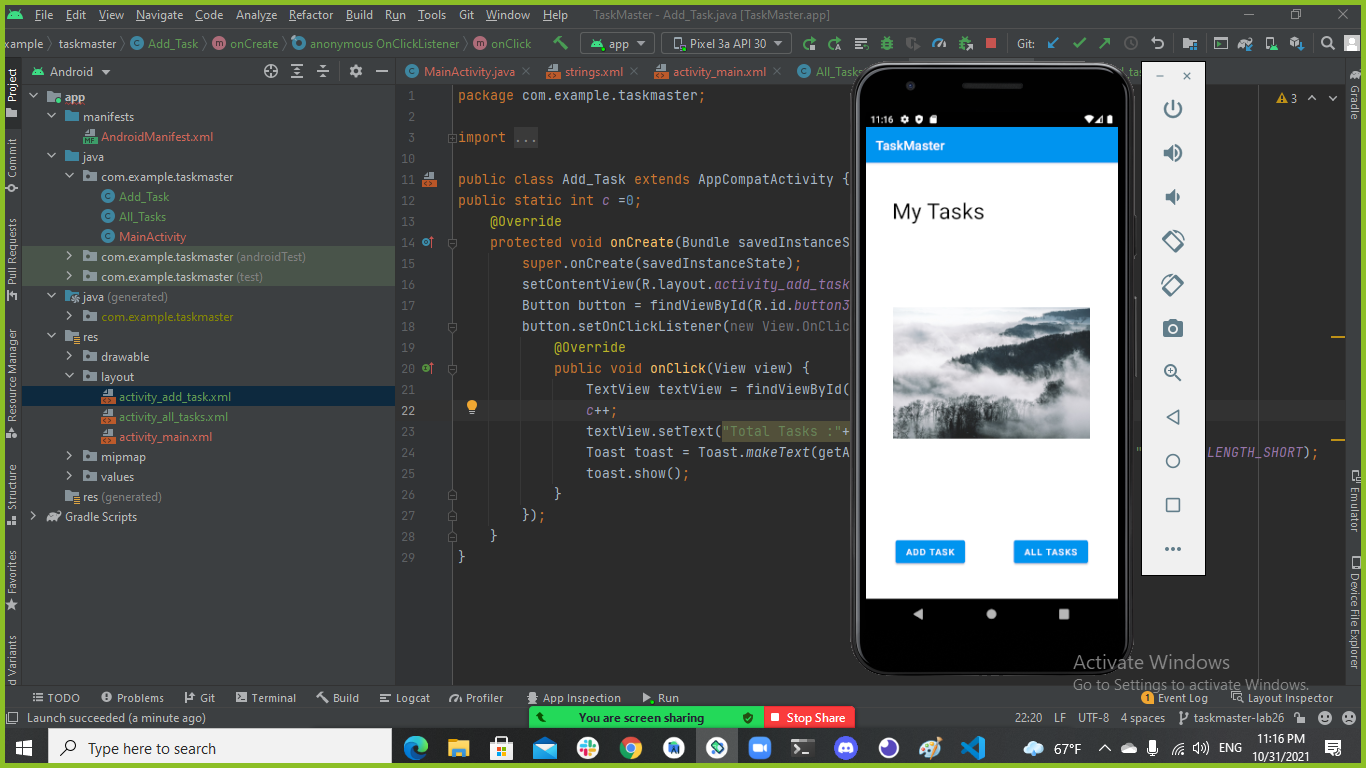 File Edit View Navigate Code Analyze Refactor Build Run Tools Git Window Help TaskMaster - Add_Task.java [TaskMaster.app]
taskmaster Add_Task onCreate anonymous OnClickListener onClick app Pixel 3a API 30 Git:
Android MainActivity.java strings.xml activity_main.xml
Project
Commit
Pull Requests
Resource Manager
Structure
Favorites
app
manifests
AndroidManifest.xml
java
com.example.taskmaster
Add_Task
All_Tasks
MainActivity
com.example.taskmaster (androidTest)
com.example.taskmaster (test)
java (generated)
com.example.taskmaster
res
drawable
layout
activity_add_task.xml
activity_all_tasks.xml
activity_main.xml
mipmap
values
res (generated)
Gradle Scripts
1 package com.example.taskmaster;
2
3 import ...
10
11 public class Add_Task extends AppCompatActivity {
12 public static int c =0;
13 @Override
14 protected void onCreate(Bundle savedInstanceS
15 super.onCreate(savedInstanceState);
16 setContentView(R.layout.activity_add_task
17 Button button = findViewById(R.id.button3
18 button.setOnClickListener(new View.OnClic
19 @Override
20 public void onClick(View view) {
21 TextView textView = findViewById(
22 c++;
23 textView.setText("Total Tasks :"+
24 Toast toast = Toast.makeText(getA " LENGTH_SHORT);
25 toast.show();
26 }
27 });
28 }
29 }
3
11:16
TaskMaster
My Tasks
ADD TASK ALL TASKS
Gradle
Emulator
Device File Explorer
Activate Windows
Go to Settings to activate Windows.
TODO Problems Git Terminal Build Logcat Profiler App Inspection Run 1 Event Log Layout Inspector
Launch succeeded (a minute ago) You are screen sharing Stop Share 22:20 LF UTF-8 4 spaces taskmaster-lab26
Type here to search 67°F ENG 11:16 PM
10/31/2021